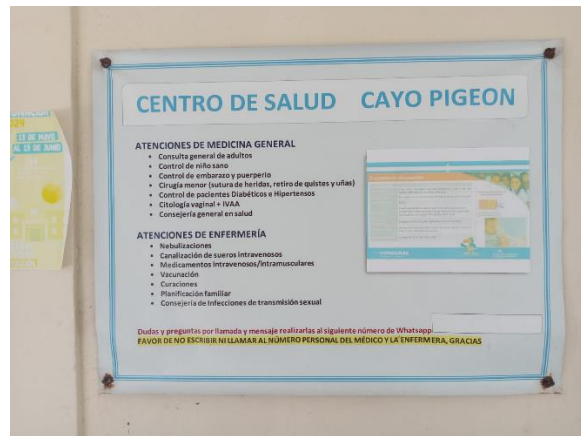 CENTRO DE SALUD CAYO PIGEON
ATENCIONES DE MEDICINA GENERAL
• Consulta general de adultos
• Control de niño sano
• Control de embarazo y puerperio
• Cirugía menor (sutura de heridas, retiro de quistes y uñas)
• Control de pacientes Diabéticos e Hipertensos
• Citología vaginal + IVAA
• Consejería general en salud
ATENCIONES DE ENFERMERÍA
• Nebulizaciones
• Canalización de sueros intravenosos
• Medicamentos intravenosos/intramusculares
• Vacunación
• Curaciones
• Planificación familiar
• Consejería de Infecciones de transmisión sexual
Dudas y preguntas por llamada y mensaje realizarlas al siguiente número de Whatsapp
FAVOR DE NO ESCRIBIR NI LLAMAR AL NÚMERO PERSONAL DEL MÉDICO Y LA ENFERMERA, GRACIAS
13 DE MAYO
AL 15 DE JUNIO